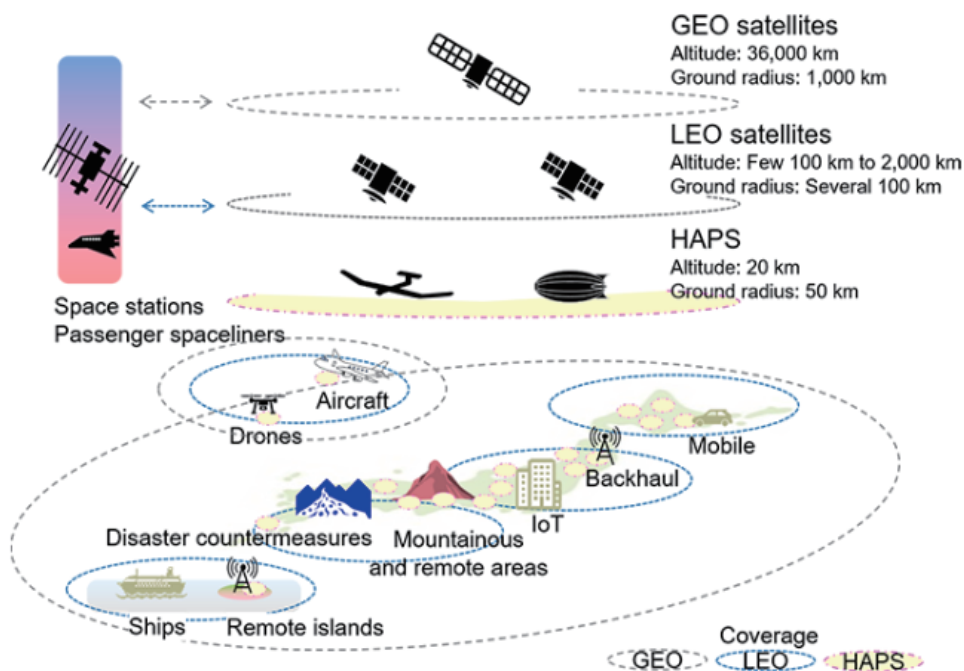 GEO satellites
Altitude: 36,000 km
Ground radius: 1,000 km
LEO satellites
Altitude: Few 100 km to 2,000 km
Ground radius: Several 100 km
HAPS
Altitude: 20 km
Ground radius: 50 km
Space stations
Passenger spaceliners
Aircraft
Drones
Mobile
Backhaul
IoT
Disaster countermeasures
Mountainous
and remote areas
Ships
Remote islands
Coverage
GEO
LEO
HAPS